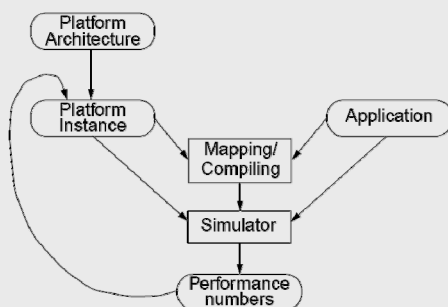 Platform
Architecture
Platform
Instance
Application
Mapping/
Compiling
Simulator
Performance
numbers